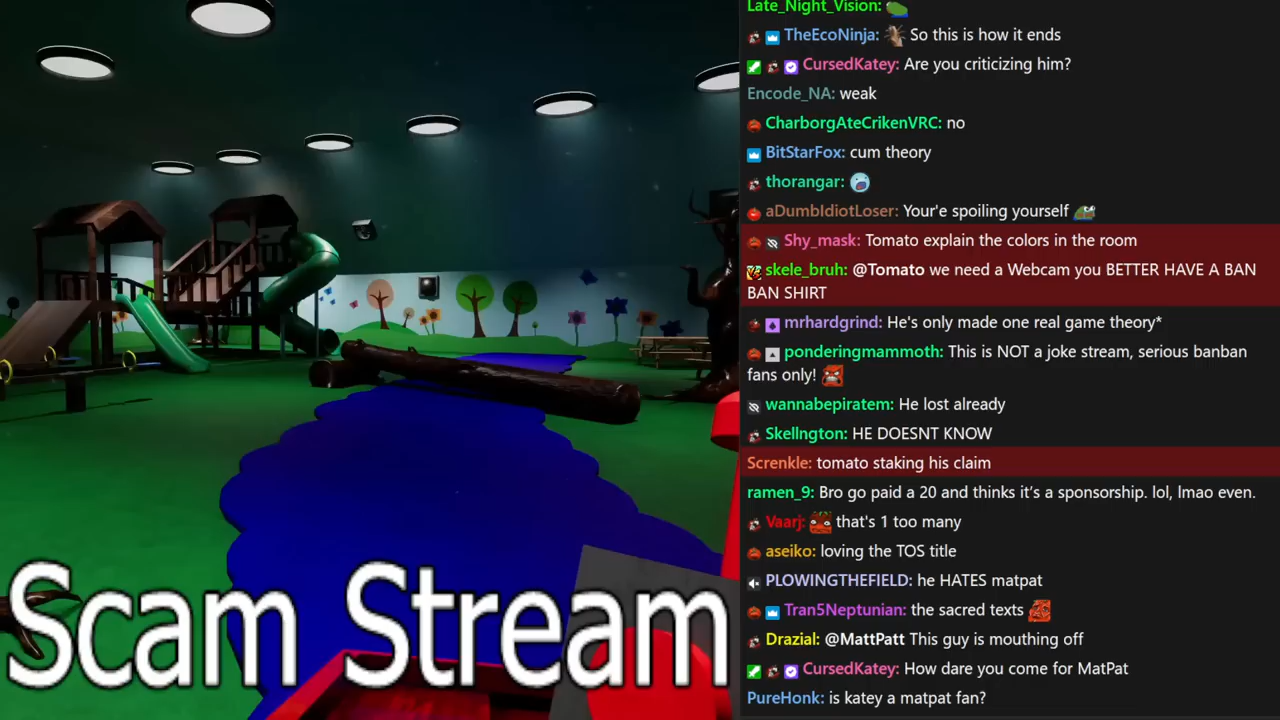 Late_Night_Vision:
TheEcoNinja: So this is how it ends
CursedKatey: Are you criticizing him?
Encode_NA: weak
CharborgAteCrikenVRC: no
BitStarFox: cum theory
thorangar:
aDumbIdiotLoser: Your'e spoiling yourself
Shy_mask: Tomato explain the colors in the room
skele_bruh: @Tomato we need a Webcam you BETTER HAVE A BAN
BAN SHIRT
mrhardgrind: He's only made one real game theory*
ponderingmammoth: This is NOT a joke stream, serious banban
fans only!
wannabepiratem: He lost already
Skellngton: HE DOESNT KNOW
Screnkle: tomato staking his claim
ramen_9: Bro go paid a 20 and thinks it's a sponsorship. lol, lmao even.
Vaarj: that's 1 too many
aseiko: loving the TOS title
PLOWINGTHEFIELD: he HATES matpat
Tran5Neptunian: the sacred texts
Drazial: @MattPatt This guy is mouthing off
CursedKatey: How dare you come for MatPat
PureHonk: is katey a matpat fan?
Scam Stream